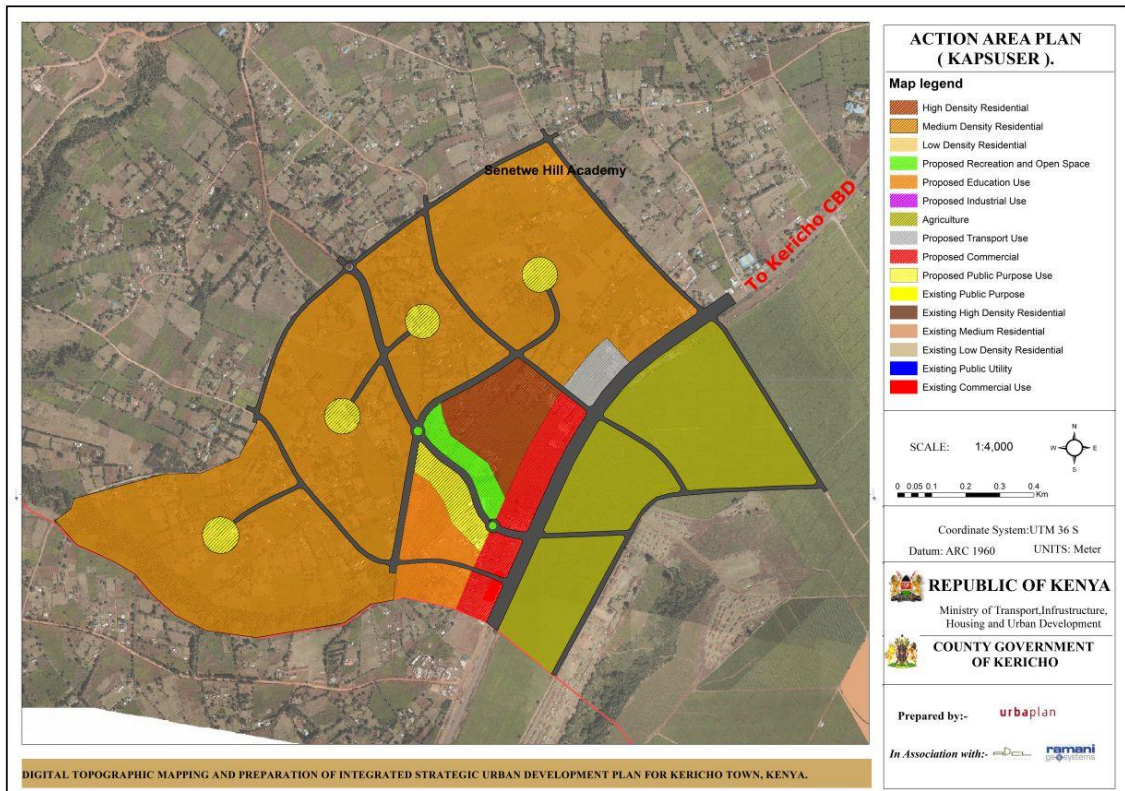 ACTION AREA PLAN
( KAPSUSER ).
Map legend
High Density Residential
Medium Density Residential
Low Density Residential
Proposed Recreation and Open Space
Proposed Education Use
Proposed Industrial Use
Agriculture
Proposed Transport Use
Proposed Commercial
Proposed Public Purpose Use
Existing Public Purpose
Existing High Density Residential
Existing Medium Residential
Existing Low Density Residential
Existing Public Utility
Existing Commercial Use
Senetwe Hill Academy
To Kericho CBD
SCALE: 1:4,000
N
W E
S
0 0.05 0.1 0.2 0.3 0.4
Km
Coordinate System:UTM 36 S
Datum: ARC 1960 UNITS: Meter
REPUBLIC OF KENYA
Ministry of Transport,Infrustructure,
Housing and Urban Development
COUNTY GOVERNMENT
OF KERICHO
Prepared by:- urbaplan
In Association with:- ADCL ramani
DIGITAL TOPOGRAPHIC MAPPING AND PREPARATION OF INTEGRATED STRATEGIC URBAN DEVELOPMENT PLAN FOR KERICHO TOWN, KENYA.